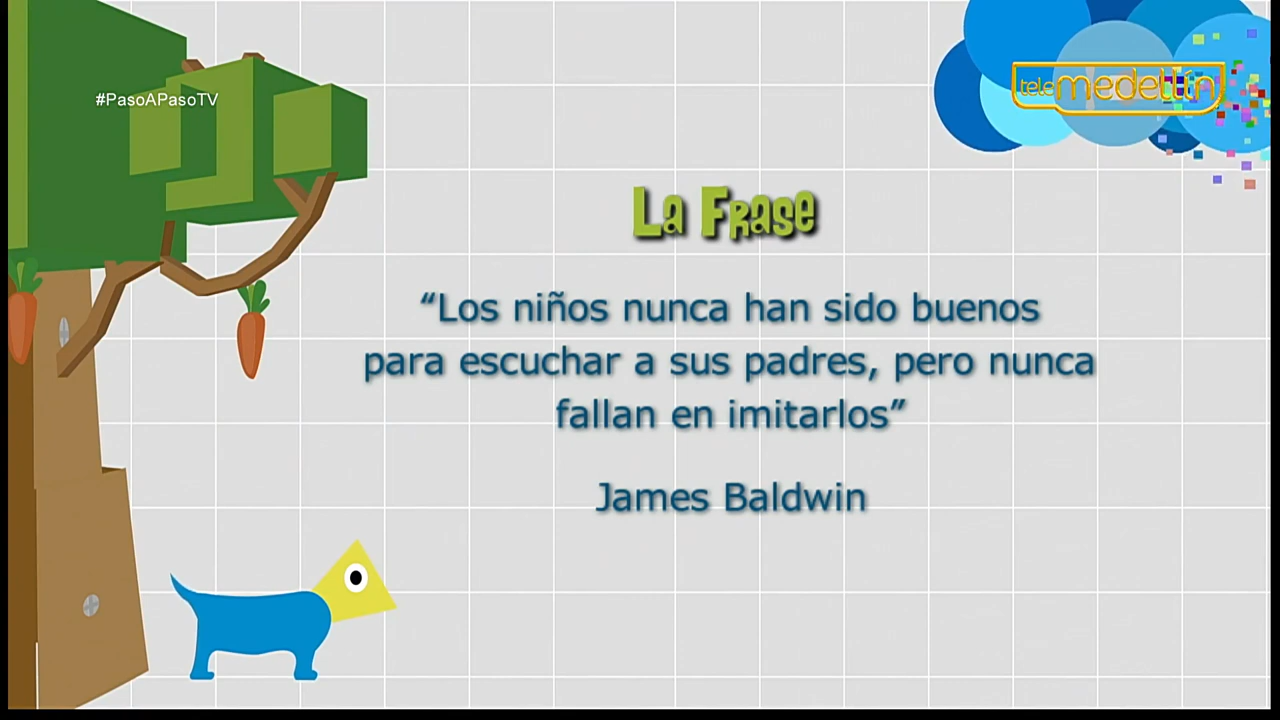 #PasoAPasoTV
telemedellín
La Frase
“Los niños nunca han sido buenos
para escuchar a sus padres, pero nunca
fallan en imitarlos”
James Baldwin